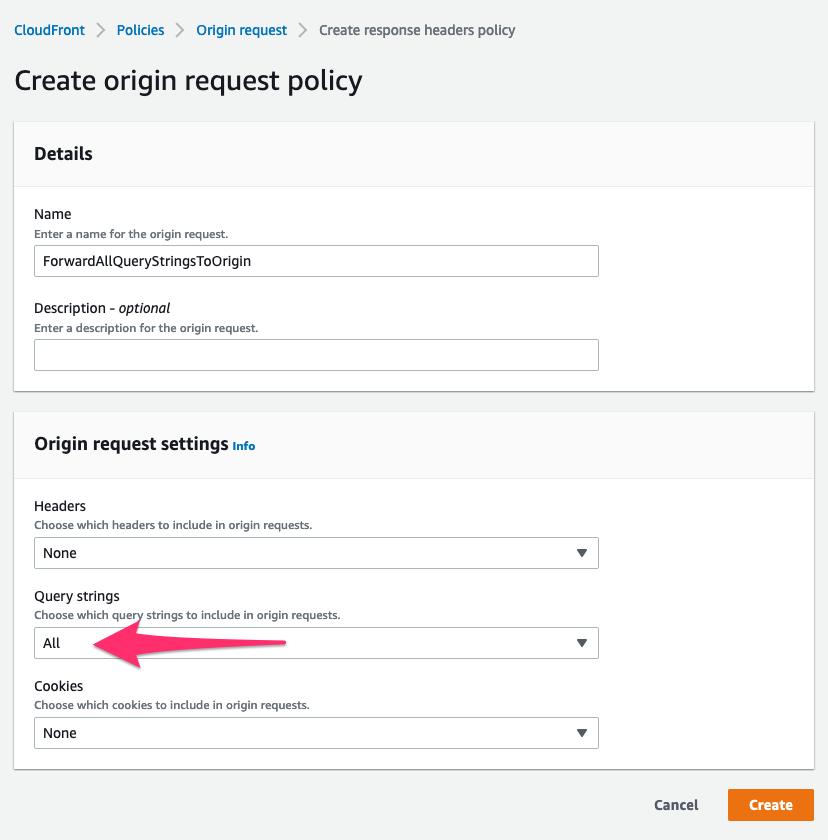 CloudFront > Policies > Origin request > Create response headers policy
Create origin request policy
Details
Name
Enter a name for the origin request.
ForwardAllQueryStringsToOrigin
Description - optional
Enter a description for the origin request.
Origin request settings Info
Headers
Choose which headers to include in origin requests.
None
Query strings
Choose which query strings to include in origin requests.
All
Cookies
Choose which cookies to include in origin requests.
None
Cancel Create